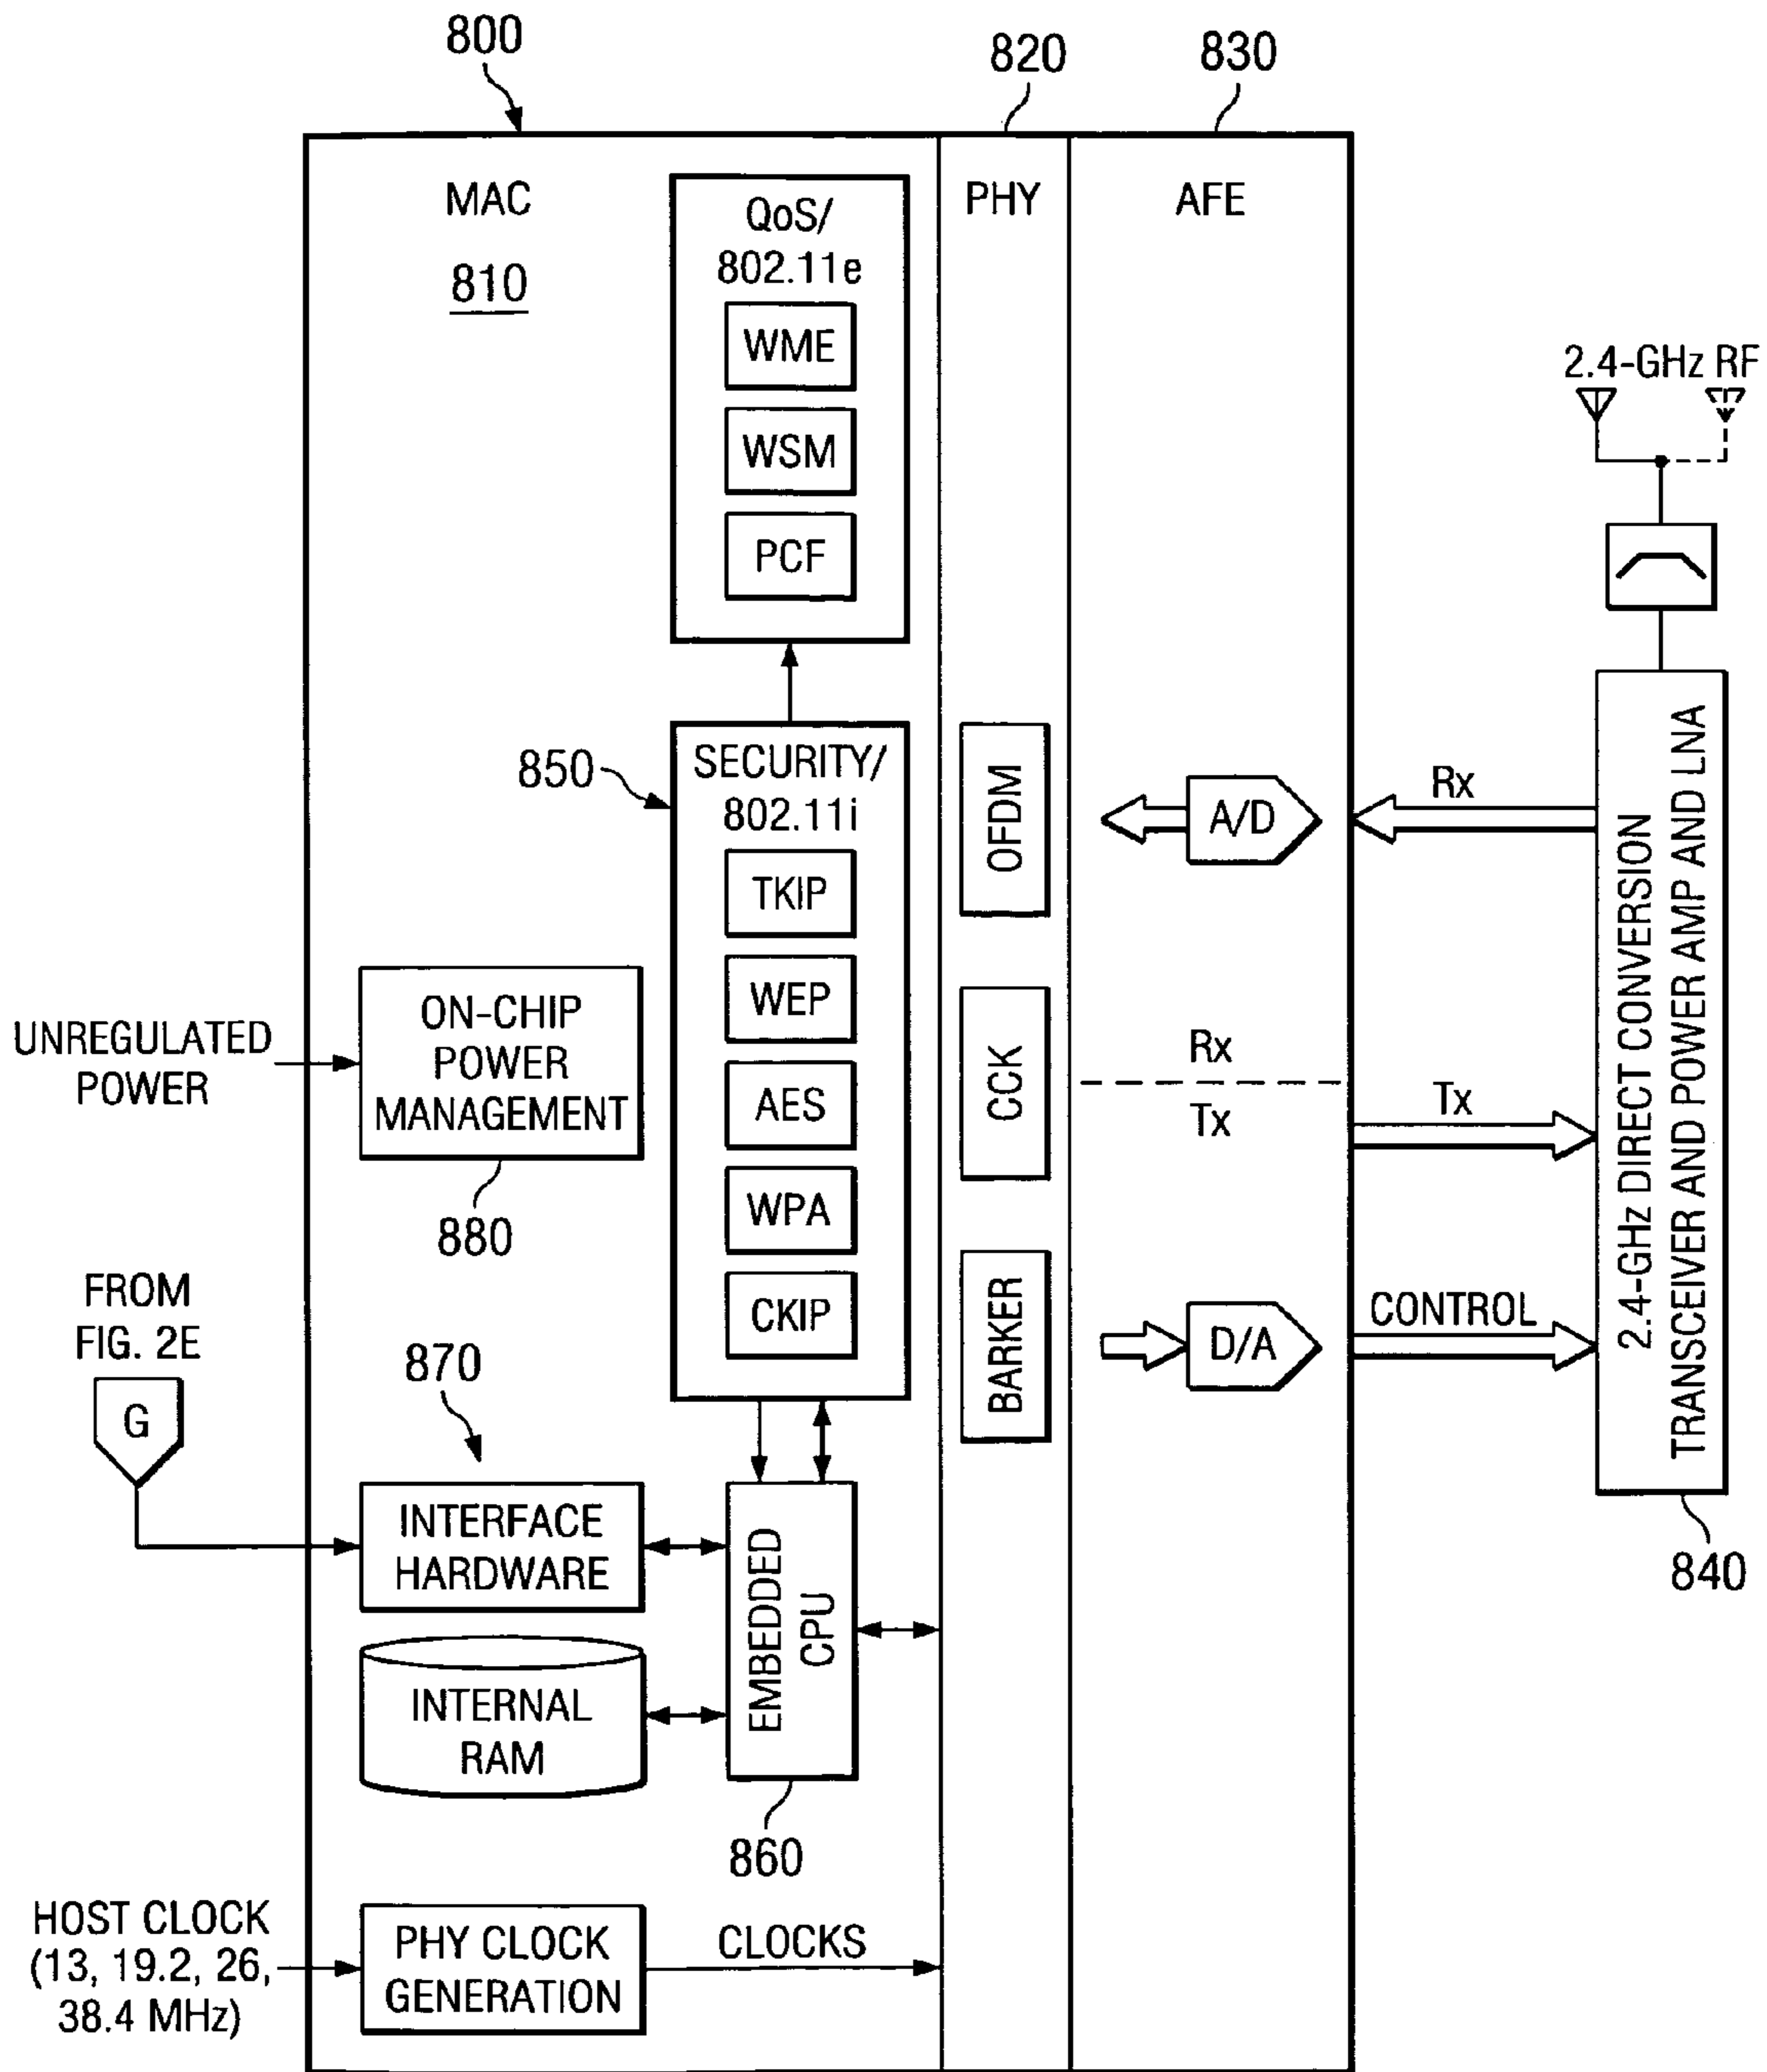 800
820
830
MAC
810
QoS/
802.11e
WME
WSM
PCF
PHY
AFE
2.4-GHz RF
850
SECURITY/
802.11i
TKIP
WEP
AES
WPA
CKIP
OFDM
CCK
BARKER
A/D
Rx
Tx
D/A
Rx
Tx
CONTROL
2.4-GHz DIRECT CONVERSION
TRANSCEIVER AND POWER AMP AND LNA
840
UNREGULATED
POWER
ON-CHIP
POWER
MANAGEMENT
880
FROM
FIG. 2E
G
870
INTERFACE
HARDWARE
INTERNAL
RAM
EMBEDDED
CPU
860
HOST CLOCK
(13, 19.2, 26,
38.4 MHz)
PHY CLOCK
GENERATION
CLOCKS